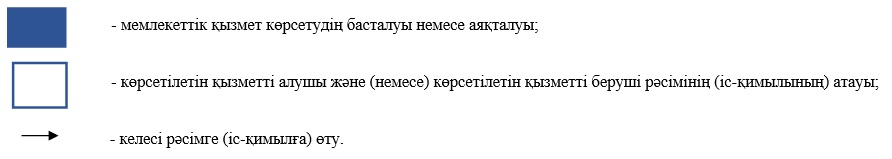 - мемлекеттік қызмет көрсетудің басталуы немесе аяқталуы;
- көрсетілетін қызметті алушы және (немесе) көрсетілетін қызметті беруші рәсімінің (іс-қимылының) атауы;
- келесі рәсімге (іс-қимылға) өту.